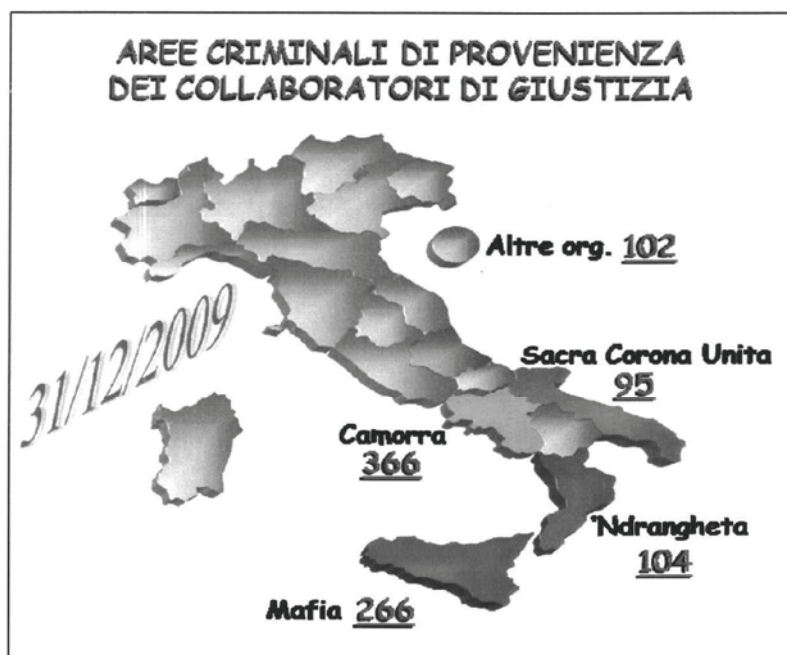 AREE CRIMINALI DI PROVENIENZA
DEI COLLABORATORI DI GIUSTIZIA
Altre org. 102
31/12/2009
Sacra Corona Unita
95
Camorra
366
'Ndrangheta
104
Mafia 266